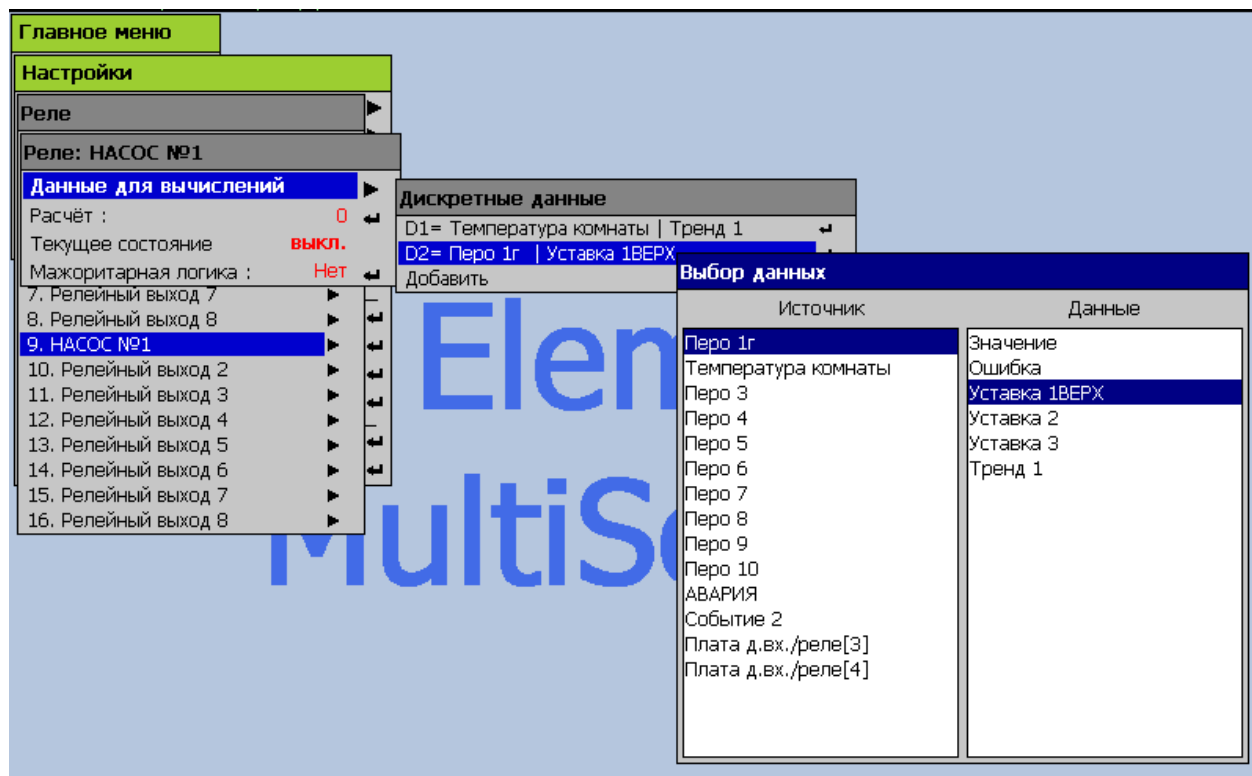 Главное меню
Настройки
Реле
Реле: НАСОС №1
Данные для вычислений
Расчёт : 0
Текущее состояние выкл.
Мажоритарная логика : Нет
7. Релейный выход 7
8. Релейный выход 8
9. НАСОС №1
10. Релейный выход 2
11. Релейный выход 3
12. Релейный выход 4
13. Релейный выход 5
14. Релейный выход 6
15. Релейный выход 7
16. Релейный выход 8
Дискретные данные
D1= Температура комнаты | Тренд 1
D2= Перо 1г | Уставка 1ВЕРХ
Добавить
Выбор данных
Источник Данные
Перо 1г
Температура комнаты
Перо 3
Перо 4
Перо 5
Перо 6
Перо 7
Перо 8
Перо 9
Перо 10
АВАРИЯ
Событие 2
Плата д.вх./реле[3]
Плата д.вх./реле[4]
Значение
Ошибка
Уставка 1ВЕРХ
Уставка 2
Уставка 3
Тренд 1